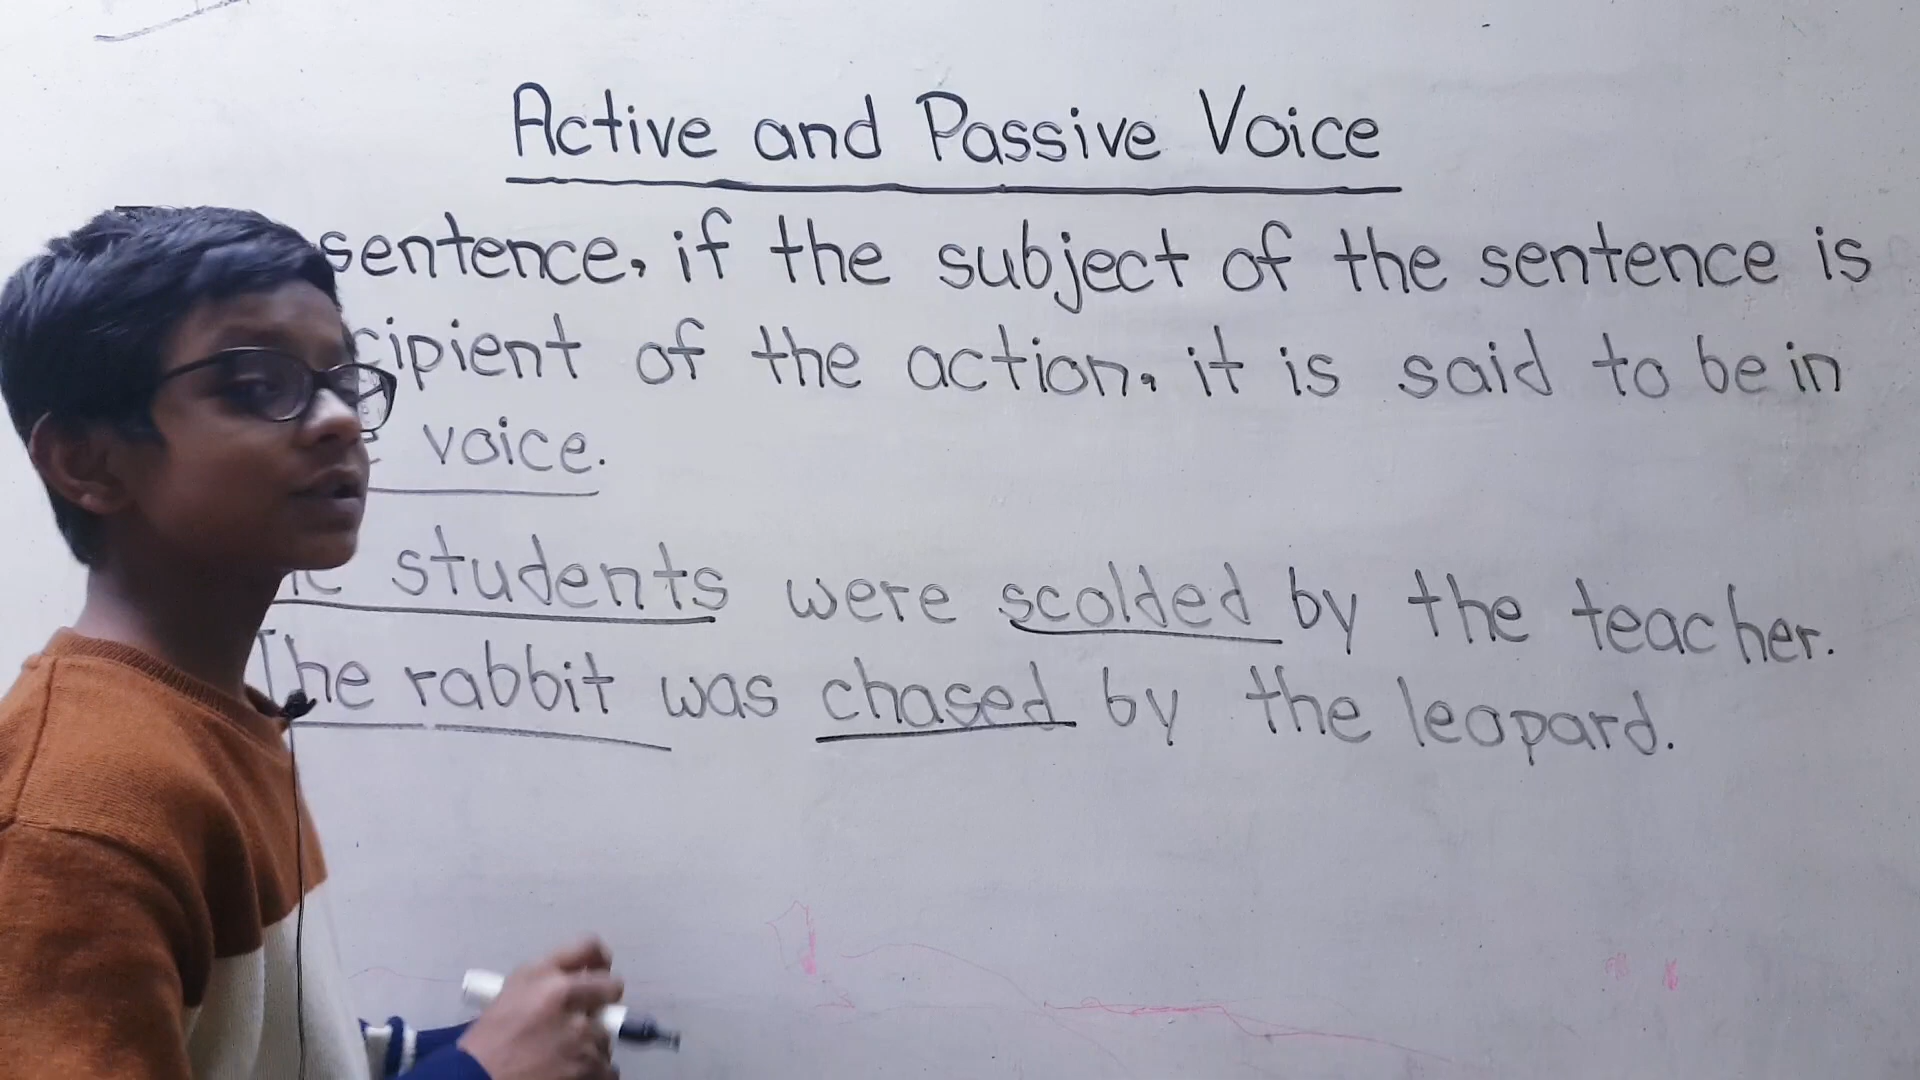 Active and Passive Voice
sentence, if the subject of the sentence is
cipient of the action, it is said to be in
voice.
students were scolded by the teacher.
The rabbit was chased by the leopard.